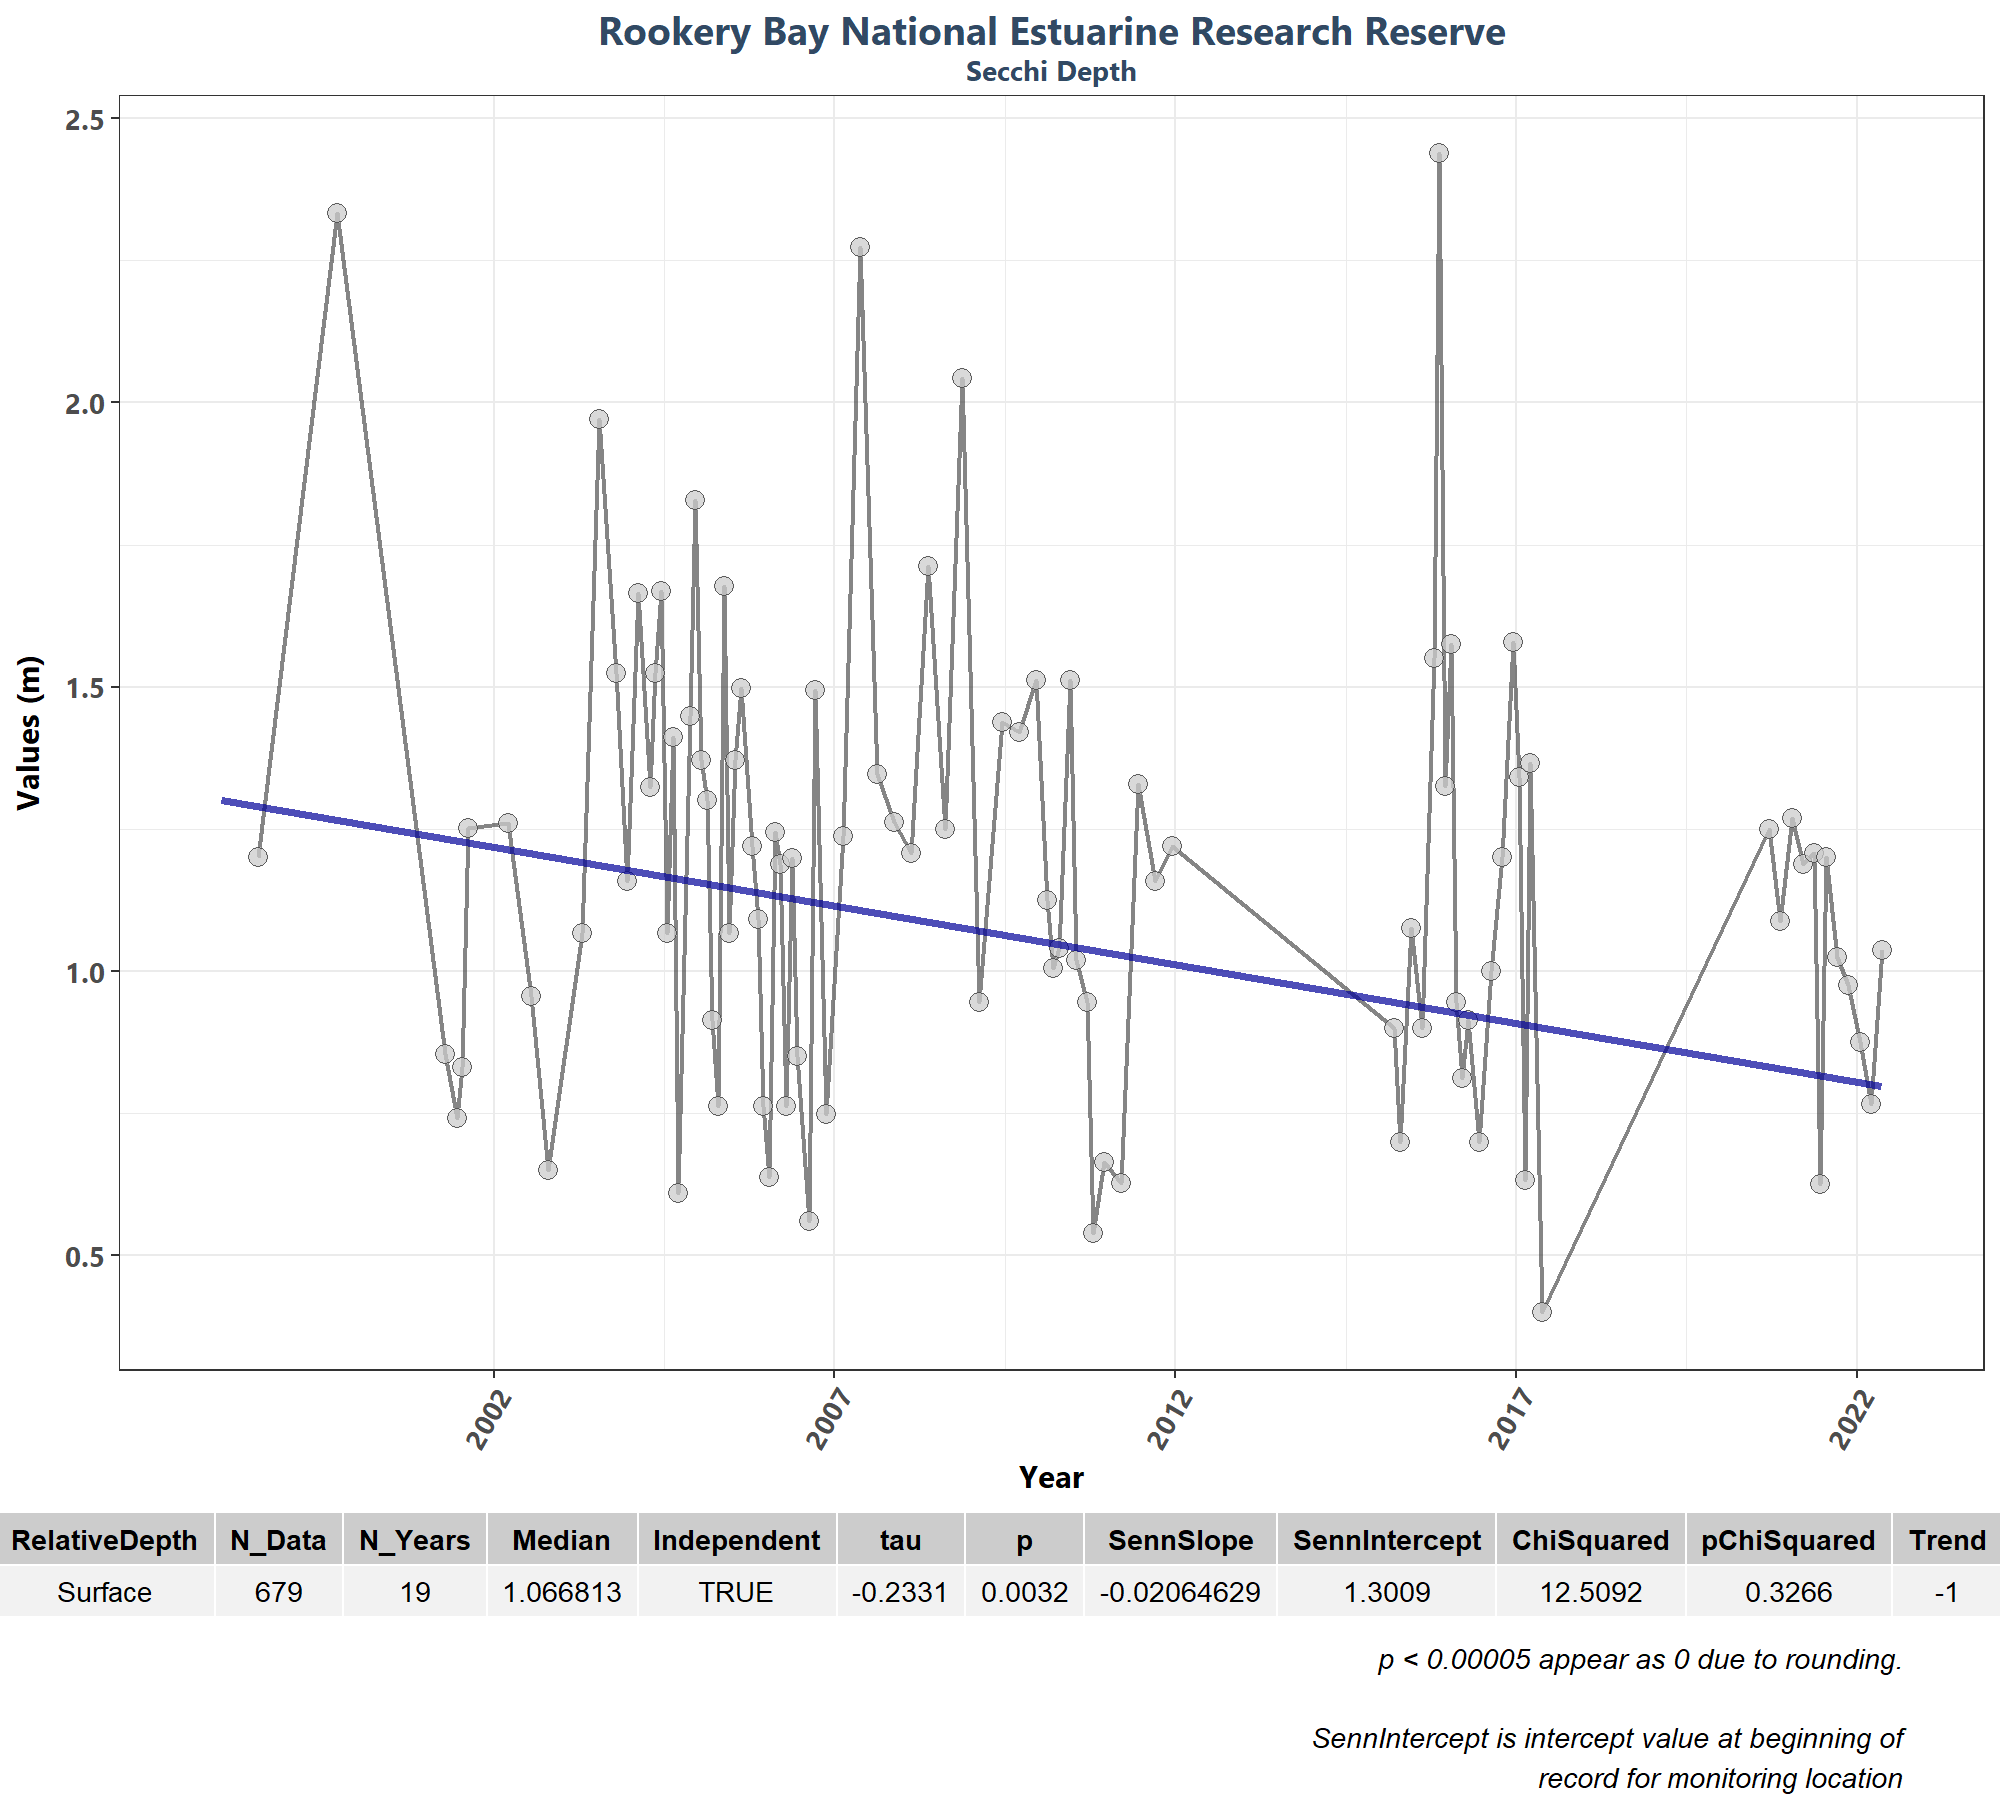 Rookery Bay National Estuarine Research Reserve
Secchi Depth
Values (m)
2.5
2.0
1.5
1.0
0.5
2002 2007 2012 2017 2022
Year
RelativeDepth N_Data N_Years Median Independent tau p SennSlope SennIntercept ChiSquared pChiSquared Trend
Surface 679 19 1.066813 TRUE -0.2331 0.0032 -0.02064629 1.3009 12.5092 0.3266 -1
p < 0.00005 appear as 0 due to rounding.
SennIntercept is intercept value at beginning of
record for monitoring location